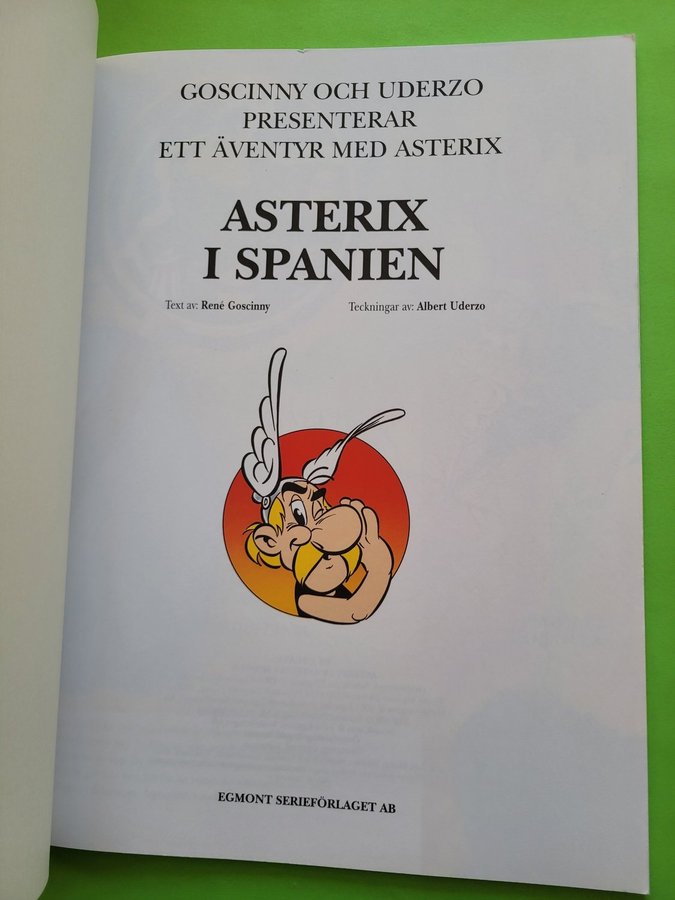 GOSCINNY OCH UDERZO
PRESENTERAR
ETT ÄVENTYR MED ASTERIX
ASTERIX
I SPANIEN
Text av: René Goscinny Teckningar av: Albert Uderzo
EGMONT SERIEFÖRLAGET AB